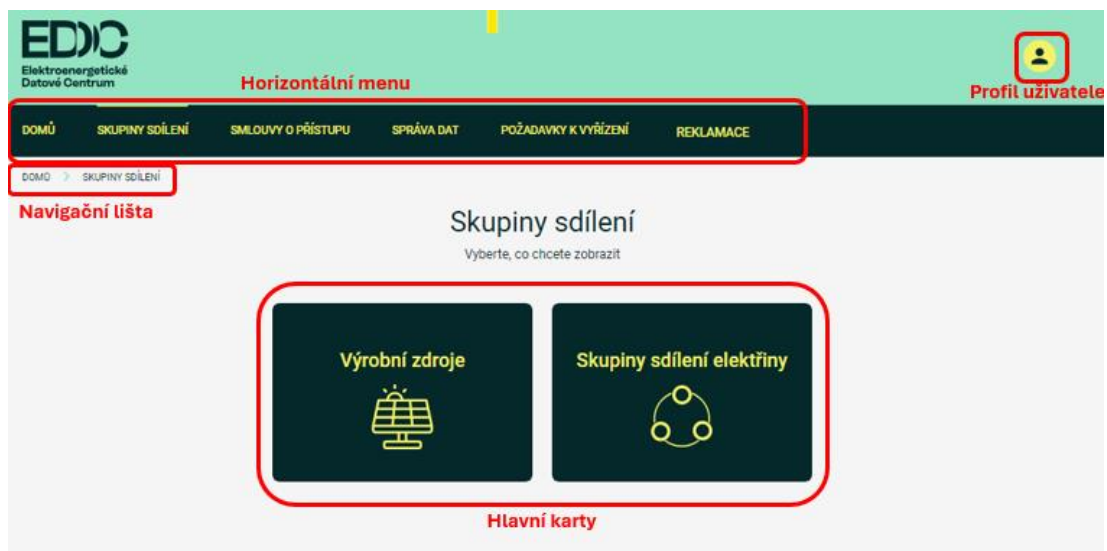 EDC
Elektroenergetické
Datové Centrum
Horizontální menu
Profil uživatele
DOMŮ SKUPINY SDÍLENÍ SMLOUVY O PŘÍSTUPU SPRÁVA DAT POŽADAVKY K VYŘÍZENÍ REKLAMACE
DOMŮ > SKUPINY SDÍLENÍ
Navigační lišta
Skupiny sdílení
Vyberte, co chcete zobrazit
Výrobní zdroje
Skupiny sdílení elektřiny
Hlavní karty